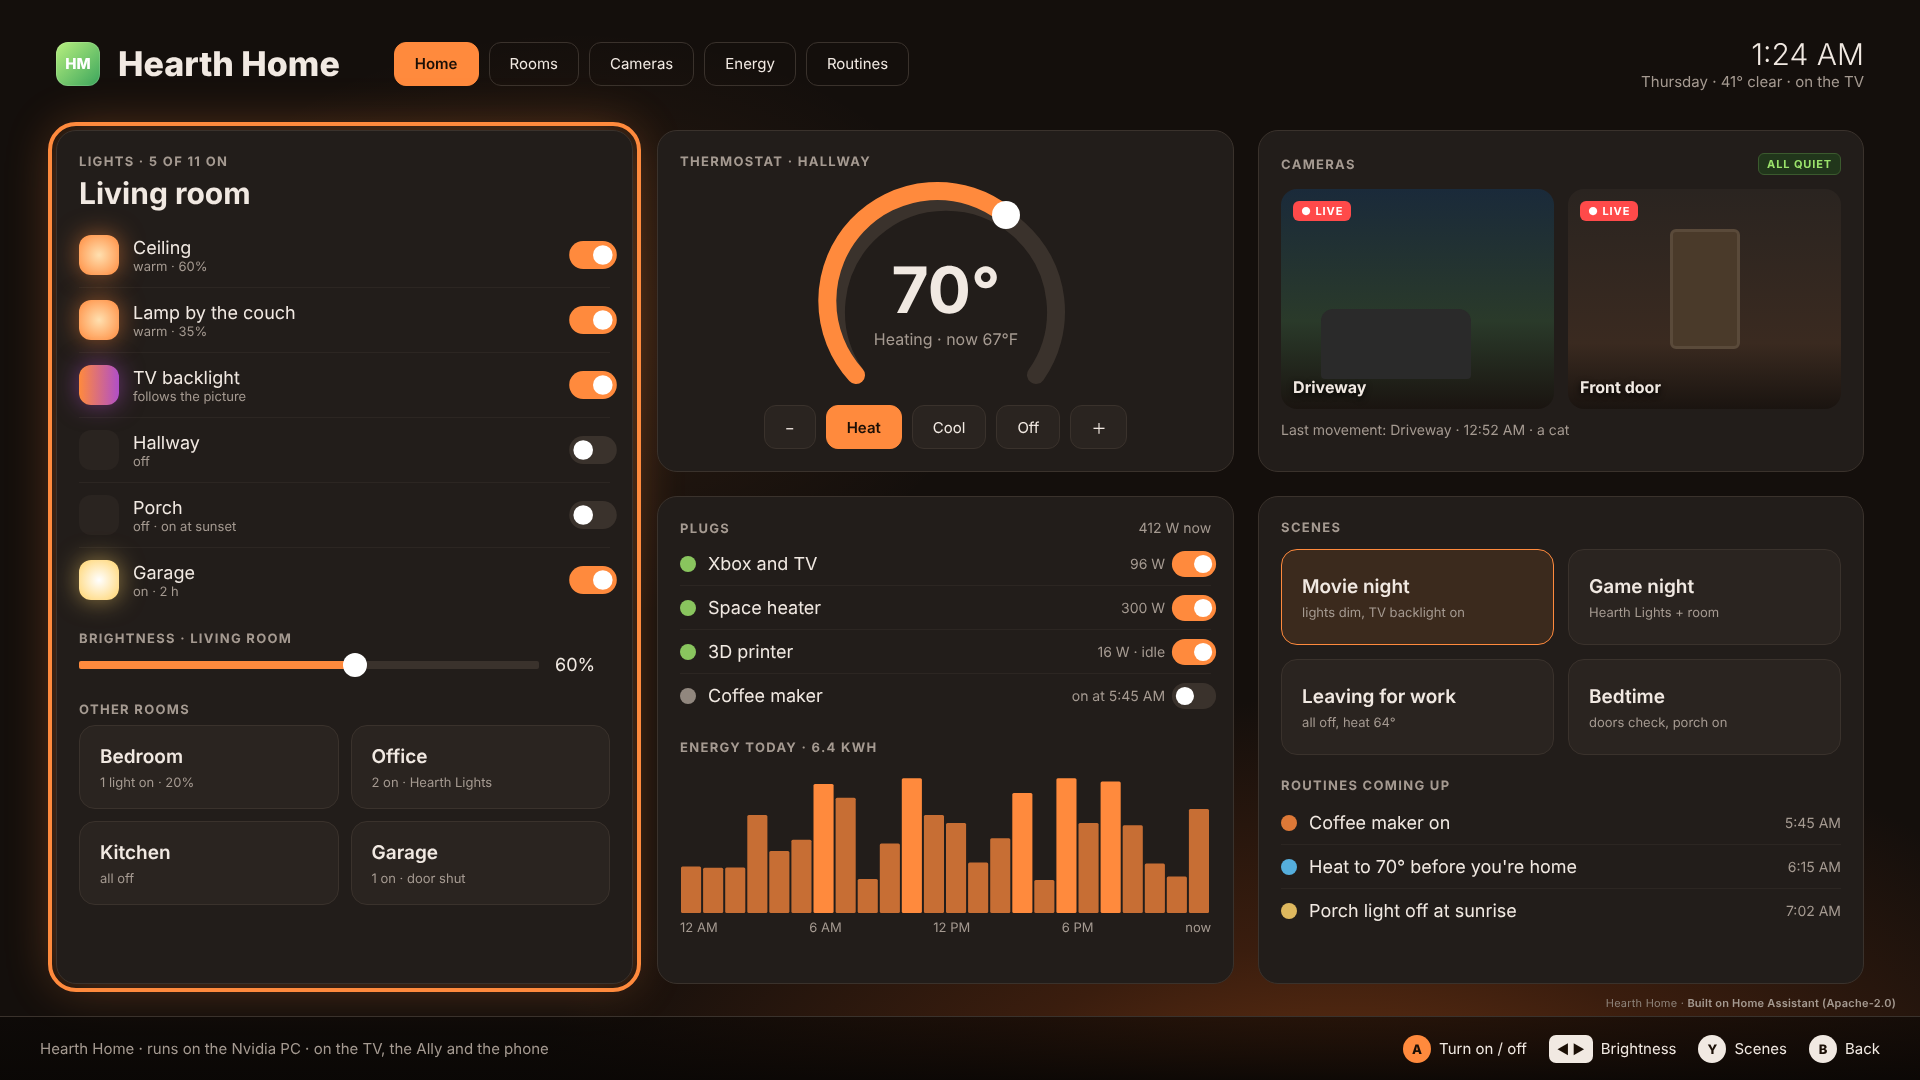 HM
Hearth Home
Home
Rooms
Cameras
Energy
Routines
1:24 AM
Thursday · 41° clear · on the TV
LIGHTS · 5 OF 11 ON
Living room
Ceiling
warm · 60%
Lamp by the couch
warm · 35%
TV backlight
follows the picture
Hallway
off
Porch
off · on at sunset
Garage
on · 2 h
BRIGHTNESS · LIVING ROOM
60%
OTHER ROOMS
Bedroom
1 light on · 20%
Office
2 on · Hearth Lights
Kitchen
all off
Garage
1 on · door shut
THERMOSTAT · HALLWAY
70°
Heating · now 67°F
-
Heat
Cool
Off
+
PLUGS
412 W now
Xbox and TV
96 W
Space heater
300 W
3D printer
16 W · idle
Coffee maker
on at 5:45 AM
ENERGY TODAY · 6.4 KWH
12 AM
6 AM
12 PM
6 PM
now
CAMERAS
ALL QUIET
LIVE
Driveway
LIVE
Front door
Last movement: Driveway · 12:52 AM · a cat
SCENES
Movie night
lights dim, TV backlight on
Game night
Hearth Lights + room
Leaving for work
all off, heat 64°
Bedtime
doors check, porch on
ROUTINES COMING UP
Coffee maker on
5:45 AM
Heat to 70° before you're home
6:15 AM
Porch light off at sunrise
7:02 AM
Hearth Home · Built on Home Assistant (Apache-2.0)
Hearth Home · runs on the Nvidia PC · on the TV, the Ally and the phone
A Turn on / off
Brightness
Y Scenes
B Back